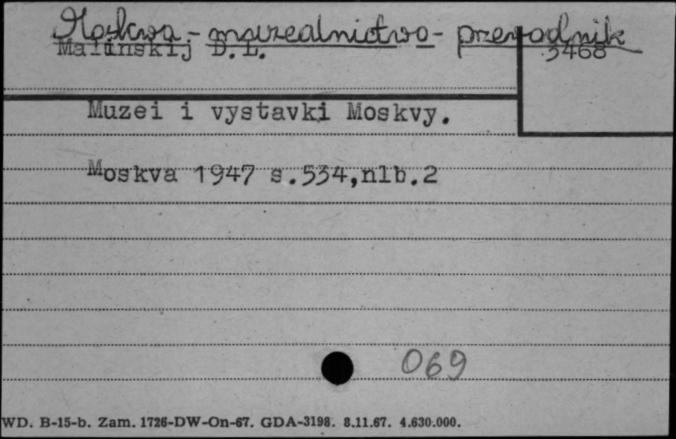 Moskwa - muzealnictwo - przewodnik
Malinskij D.L.
3468
Muzei i vystavki Moskvy.
Moskva 1947 s.534,nlb.2
069
WD. B-15-b. Zam. 1726-DW-On-67. GDA-3198. 8.11.67. 4.630.000.